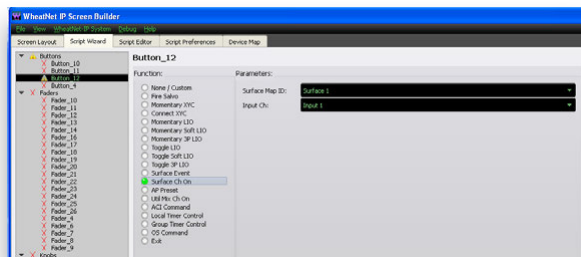 WheatNet IP Screen Builder
File View WheatNet-IP System Debug Help
Screen Layout Script Wizard Script Editor Script Preferences Device Map
Buttons
Button_10
Button_11
Button_12
Button_4
Faders
Fader_10
Fader_11
Fader_12
Fader_13
Fader_14
Fader_16
Fader_17
Fader_18
Fader_19
Fader_20
Fader_21
Fader_22
Fader_23
Fader_24
Fader_25
Fader_26
Fader_4
Fader_6
Fader_7
Fader_8
Fader_9
Knobs
Button_12
Function:
None / Custom
Fire Salvo
Momentary XYC
Connect XYC
Momentary LIO
Momentary Soft LIO
Momentary 3P LIO
Toggle LIO
Toggle Soft LIO
Toggle 3P LIO
Surface Event
Surface Ch On
AP Preset
Util Mix Ch On
ACI Command
Local Timer Control
Group Timer Control
OS Command
Exit
Parameters:
Surface Map ID: Surface 1
Input Ch: Input 1